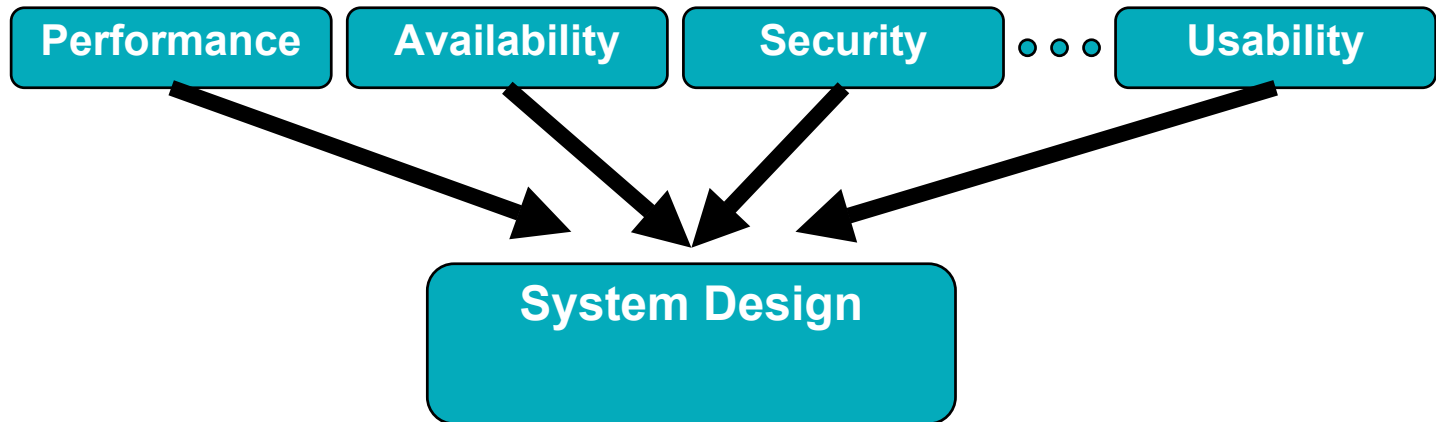 Performance
Availability
Security
Usability
System Design